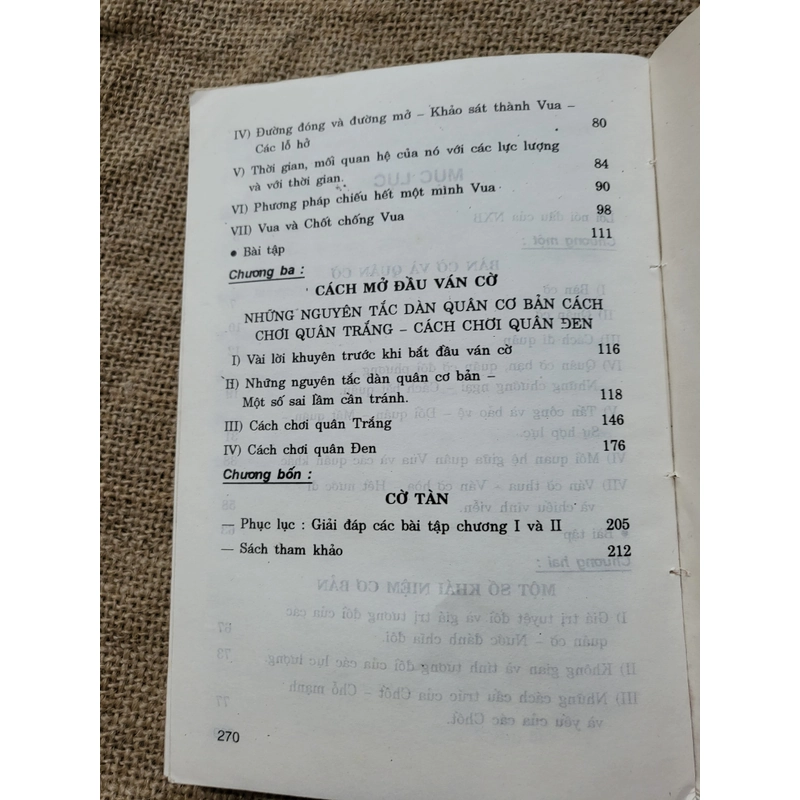 IV) Đường đóng và đường mở – Khảo sát thành Vua –
Các lỗ hở 80
V) Thời gian, mối quan hệ của nó với các lực lượng
và với thời gian. 84
VI) Phương pháp chiếu hết một mình Vua 90
VII) Vua và Chốt chống Vua 98
• Bài tập 111
Chương ba :
CÁCH MỞ ĐẦU VÁN CỜ
NHỮNG NGUYÊN TẮC DÀN QUÂN CƠ BẢN CÁCH
CHƠI QUÂN TRẮNG – CÁCH CHƠI QUÂN ĐEN
I) Vài lời khuyên trước khi bắt đầu ván cờ 116
II) Những nguyên tắc dàn quân cơ bản –
Một số sai lầm cần tránh. 118
III) Cách chơi quân Trắng 146
IV) Cách chơi quân Đen 176
Chương bốn :
CỜ TÀN
— Phục lục : Giải đáp các bài tập chương I và II 205
— Sách tham khảo 212
270